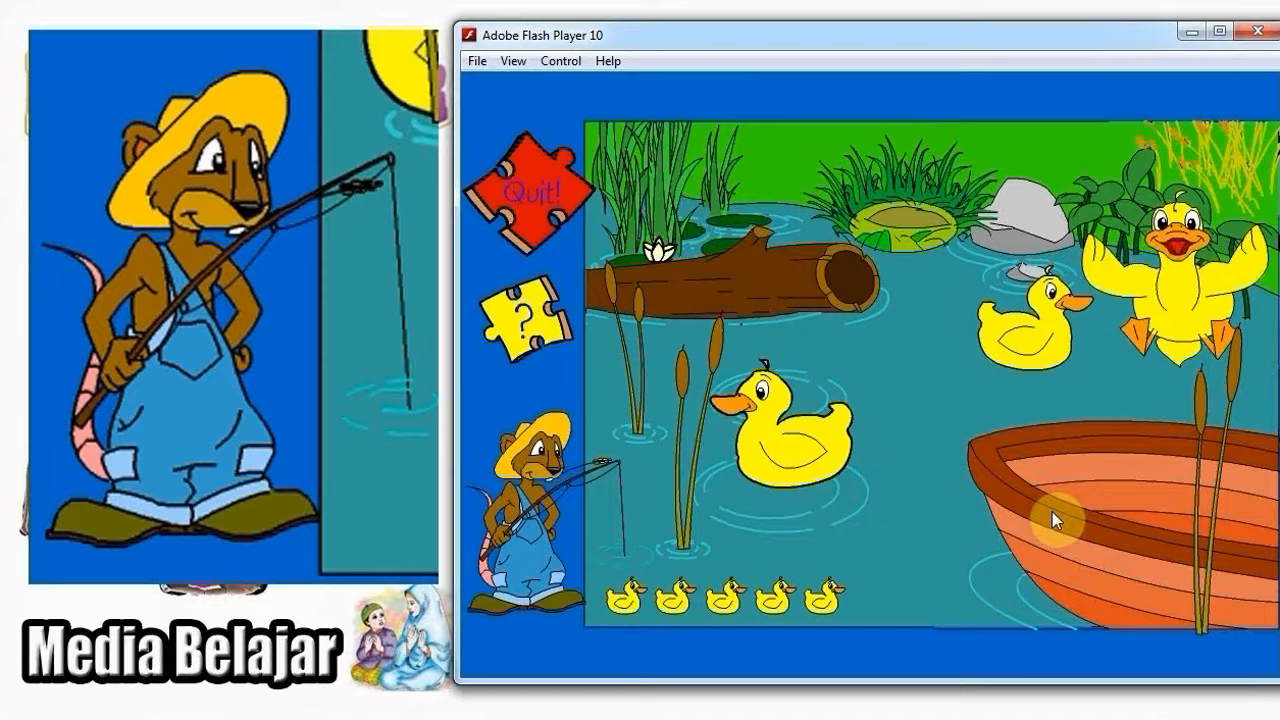 Adobe Flash Player 10
File View Control Help
Quit!
?
Media Belajar